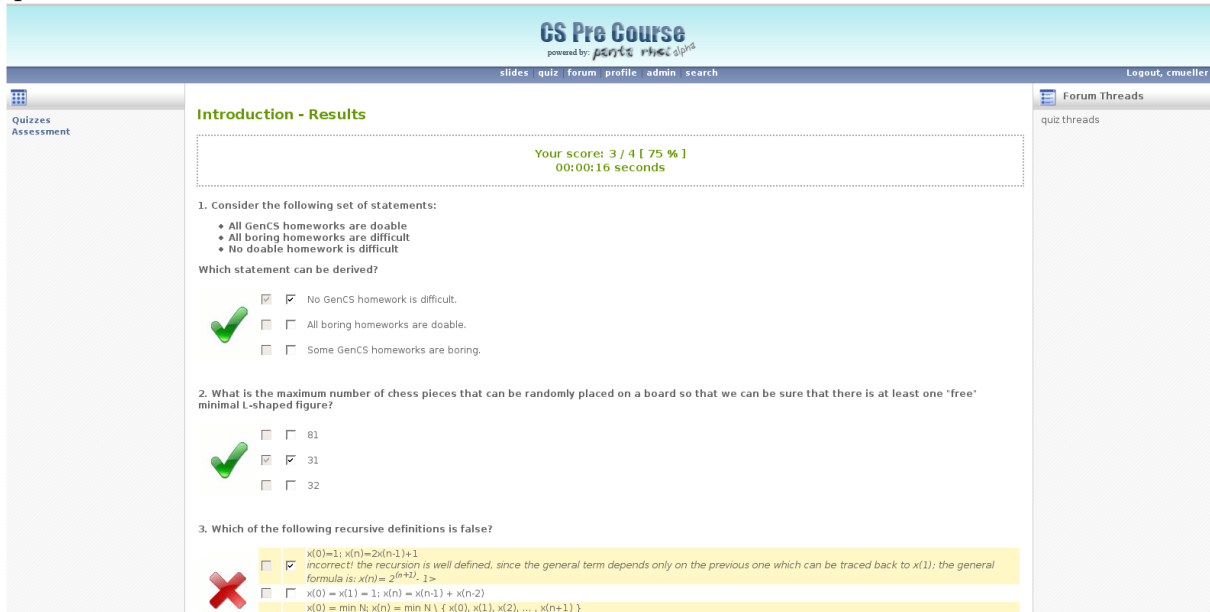 CS Pre Course
powered by: panta rhei alpha
slides | quiz | forum | profile | admin | search
Logout, cmueller
Quizzes
Assessment
Introduction - Results
Your score: 3 / 4 [ 75 % ]
00:00:16 seconds
1. Consider the following set of statements:
All GenCS homeworks are doable
All boring homeworks are difficult
No doable homework is difficult
Which statement can be derived?
No GenCS homework is difficult.
All boring homeworks are doable.
Some GenCS homeworks are boring.
2. What is the maximum number of chess pieces that can be randomly placed on a board so that we can be sure that there is at least one "free"
minimal L-shaped figure?
81
31
32
3. Which of the following recursive definitions is false?
x(0)=1; x(n)=2x(n-1)+1
incorrect! the recursion is well defined, since the general term depends only on the previous one which can be traced back to x(1); the general
formula is: x(n)= 2^(n+1)- 1>
x(0) = x(1) = 1; x(n) = x(n-1) + x(n-2)
x(0) = min N; x(n) = min N \ { x(0), x(1), x(2), ... , x(n+1) }
Forum Threads
quiz threads